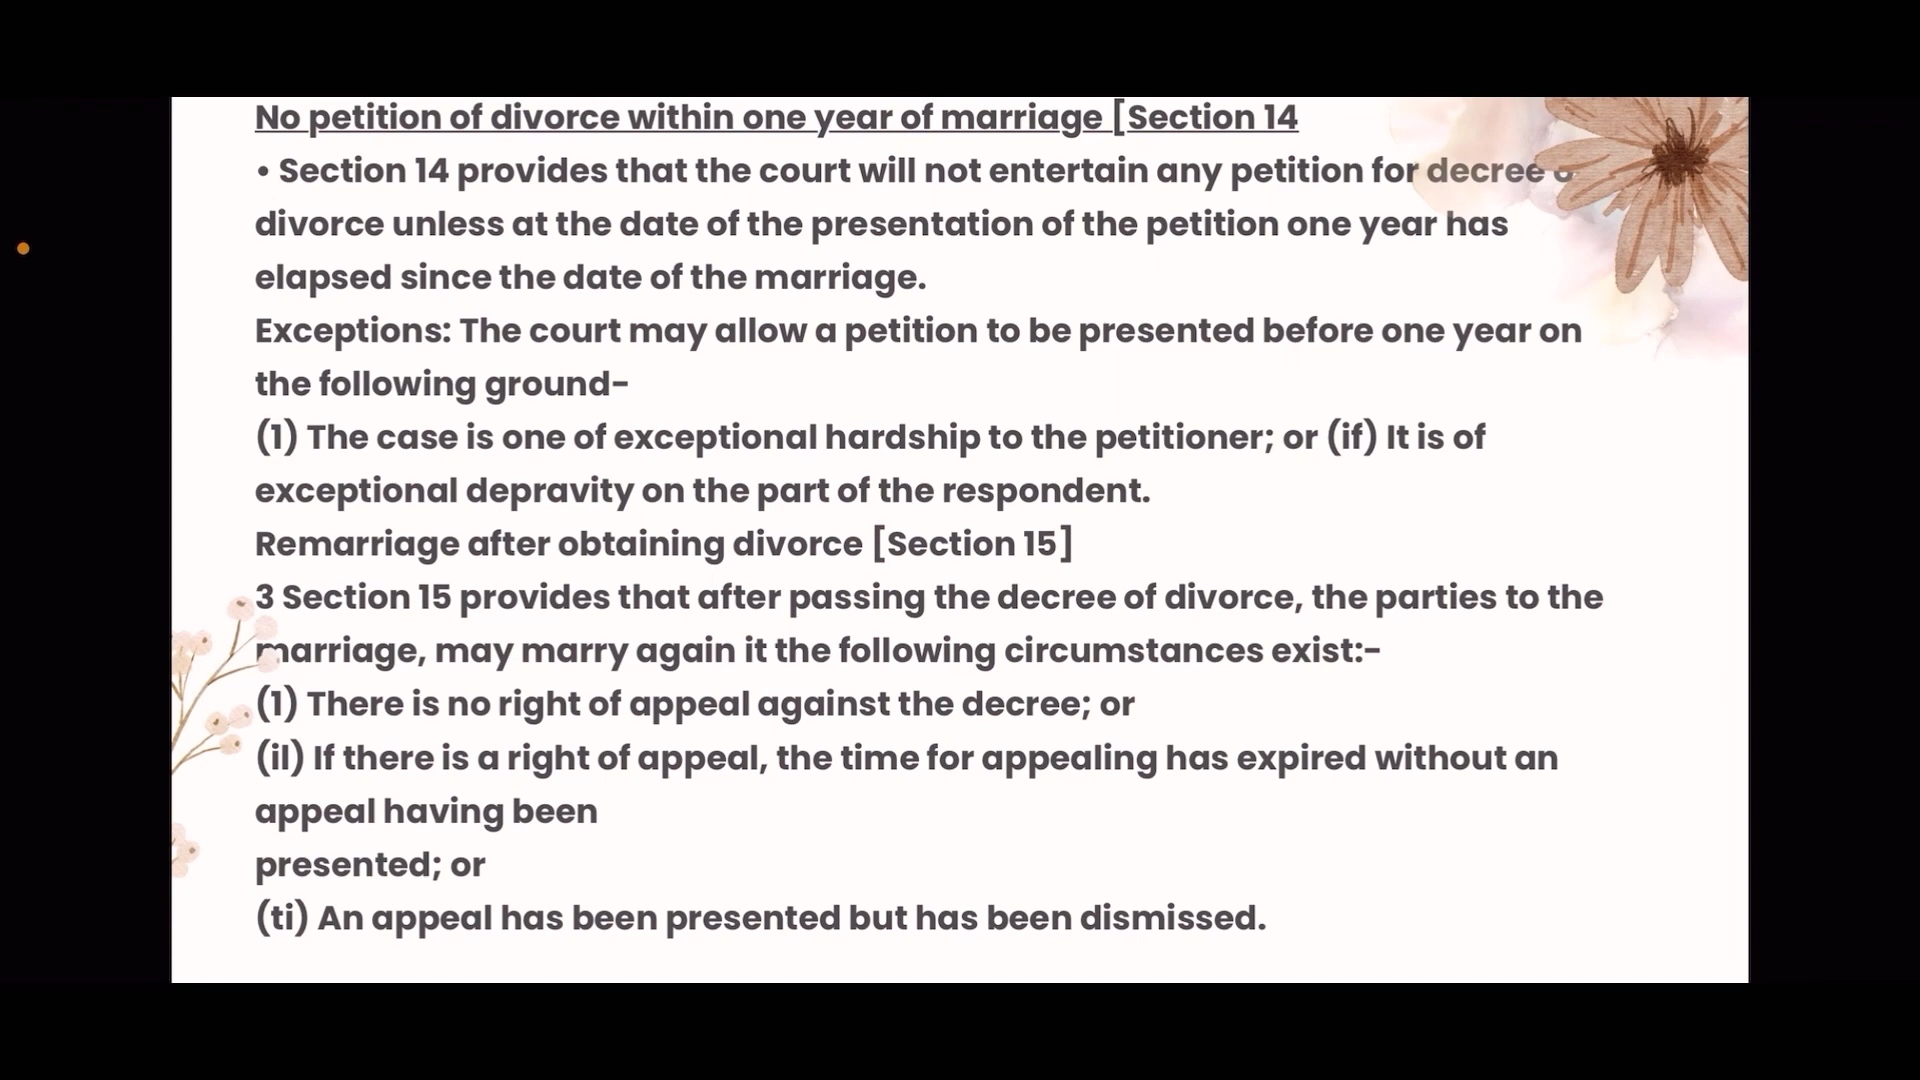 No petition of divorce within one year of marriage [Section 14
• Section 14 provides that the court will not entertain any petition for decree
divorce unless at the date of the presentation of the petition one year has
elapsed since the date of the marriage.
Exceptions: The court may allow a petition to be presented before one year on
the following ground-
(1) The case is one of exceptional hardship to the petitioner; or (if) It is of
exceptional depravity on the part of the respondent.
Remarriage after obtaining divorce [Section 15]
3 Section 15 provides that after passing the decree of divorce, the parties to the
marriage, may marry again it the following circumstances exist:-
(1) There is no right of appeal against the decree; or
(il) If there is a right of appeal, the time for appealing has expired without an
appeal having been
presented; or
(ti) An appeal has been presented but has been dismissed.